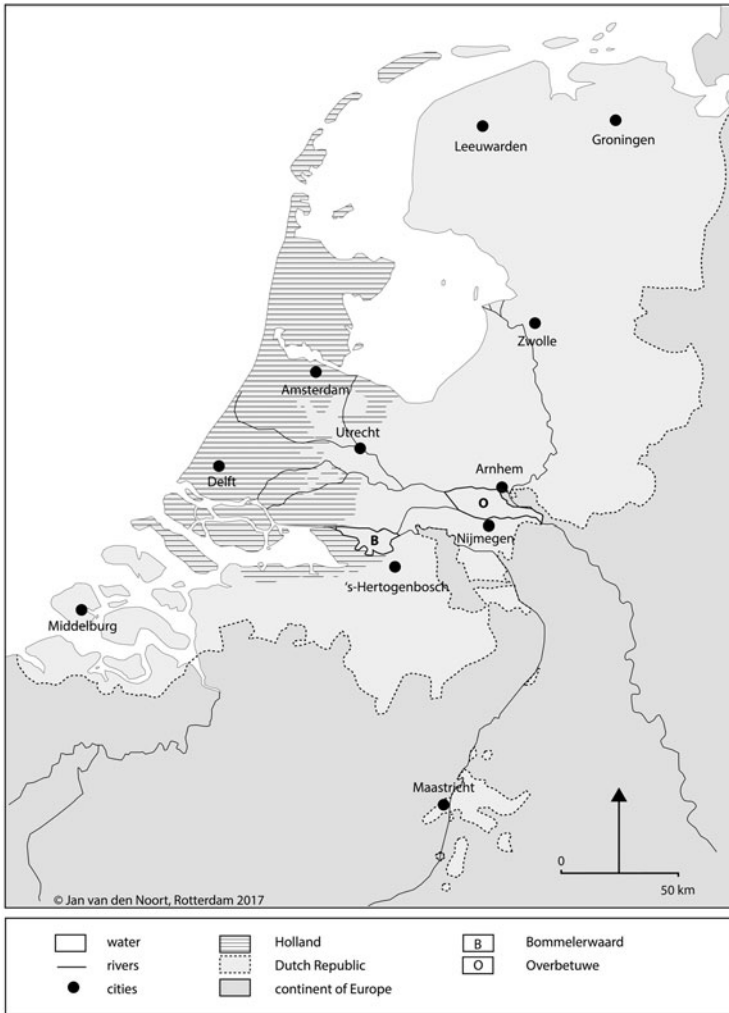 Leeuwarden
Groningen
Zwolle
Amsterdam
Utrecht
Arnhem
Delft
O
Nijmegen
B
's-Hertogenbosch
Middelburg
Maastricht
0
50 km
© Jan van den Noort, Rotterdam 2017
water
Holland
B
Bommelerwaard
rivers
Dutch Republic
O
Overbetuwe
cities
continent of Europe